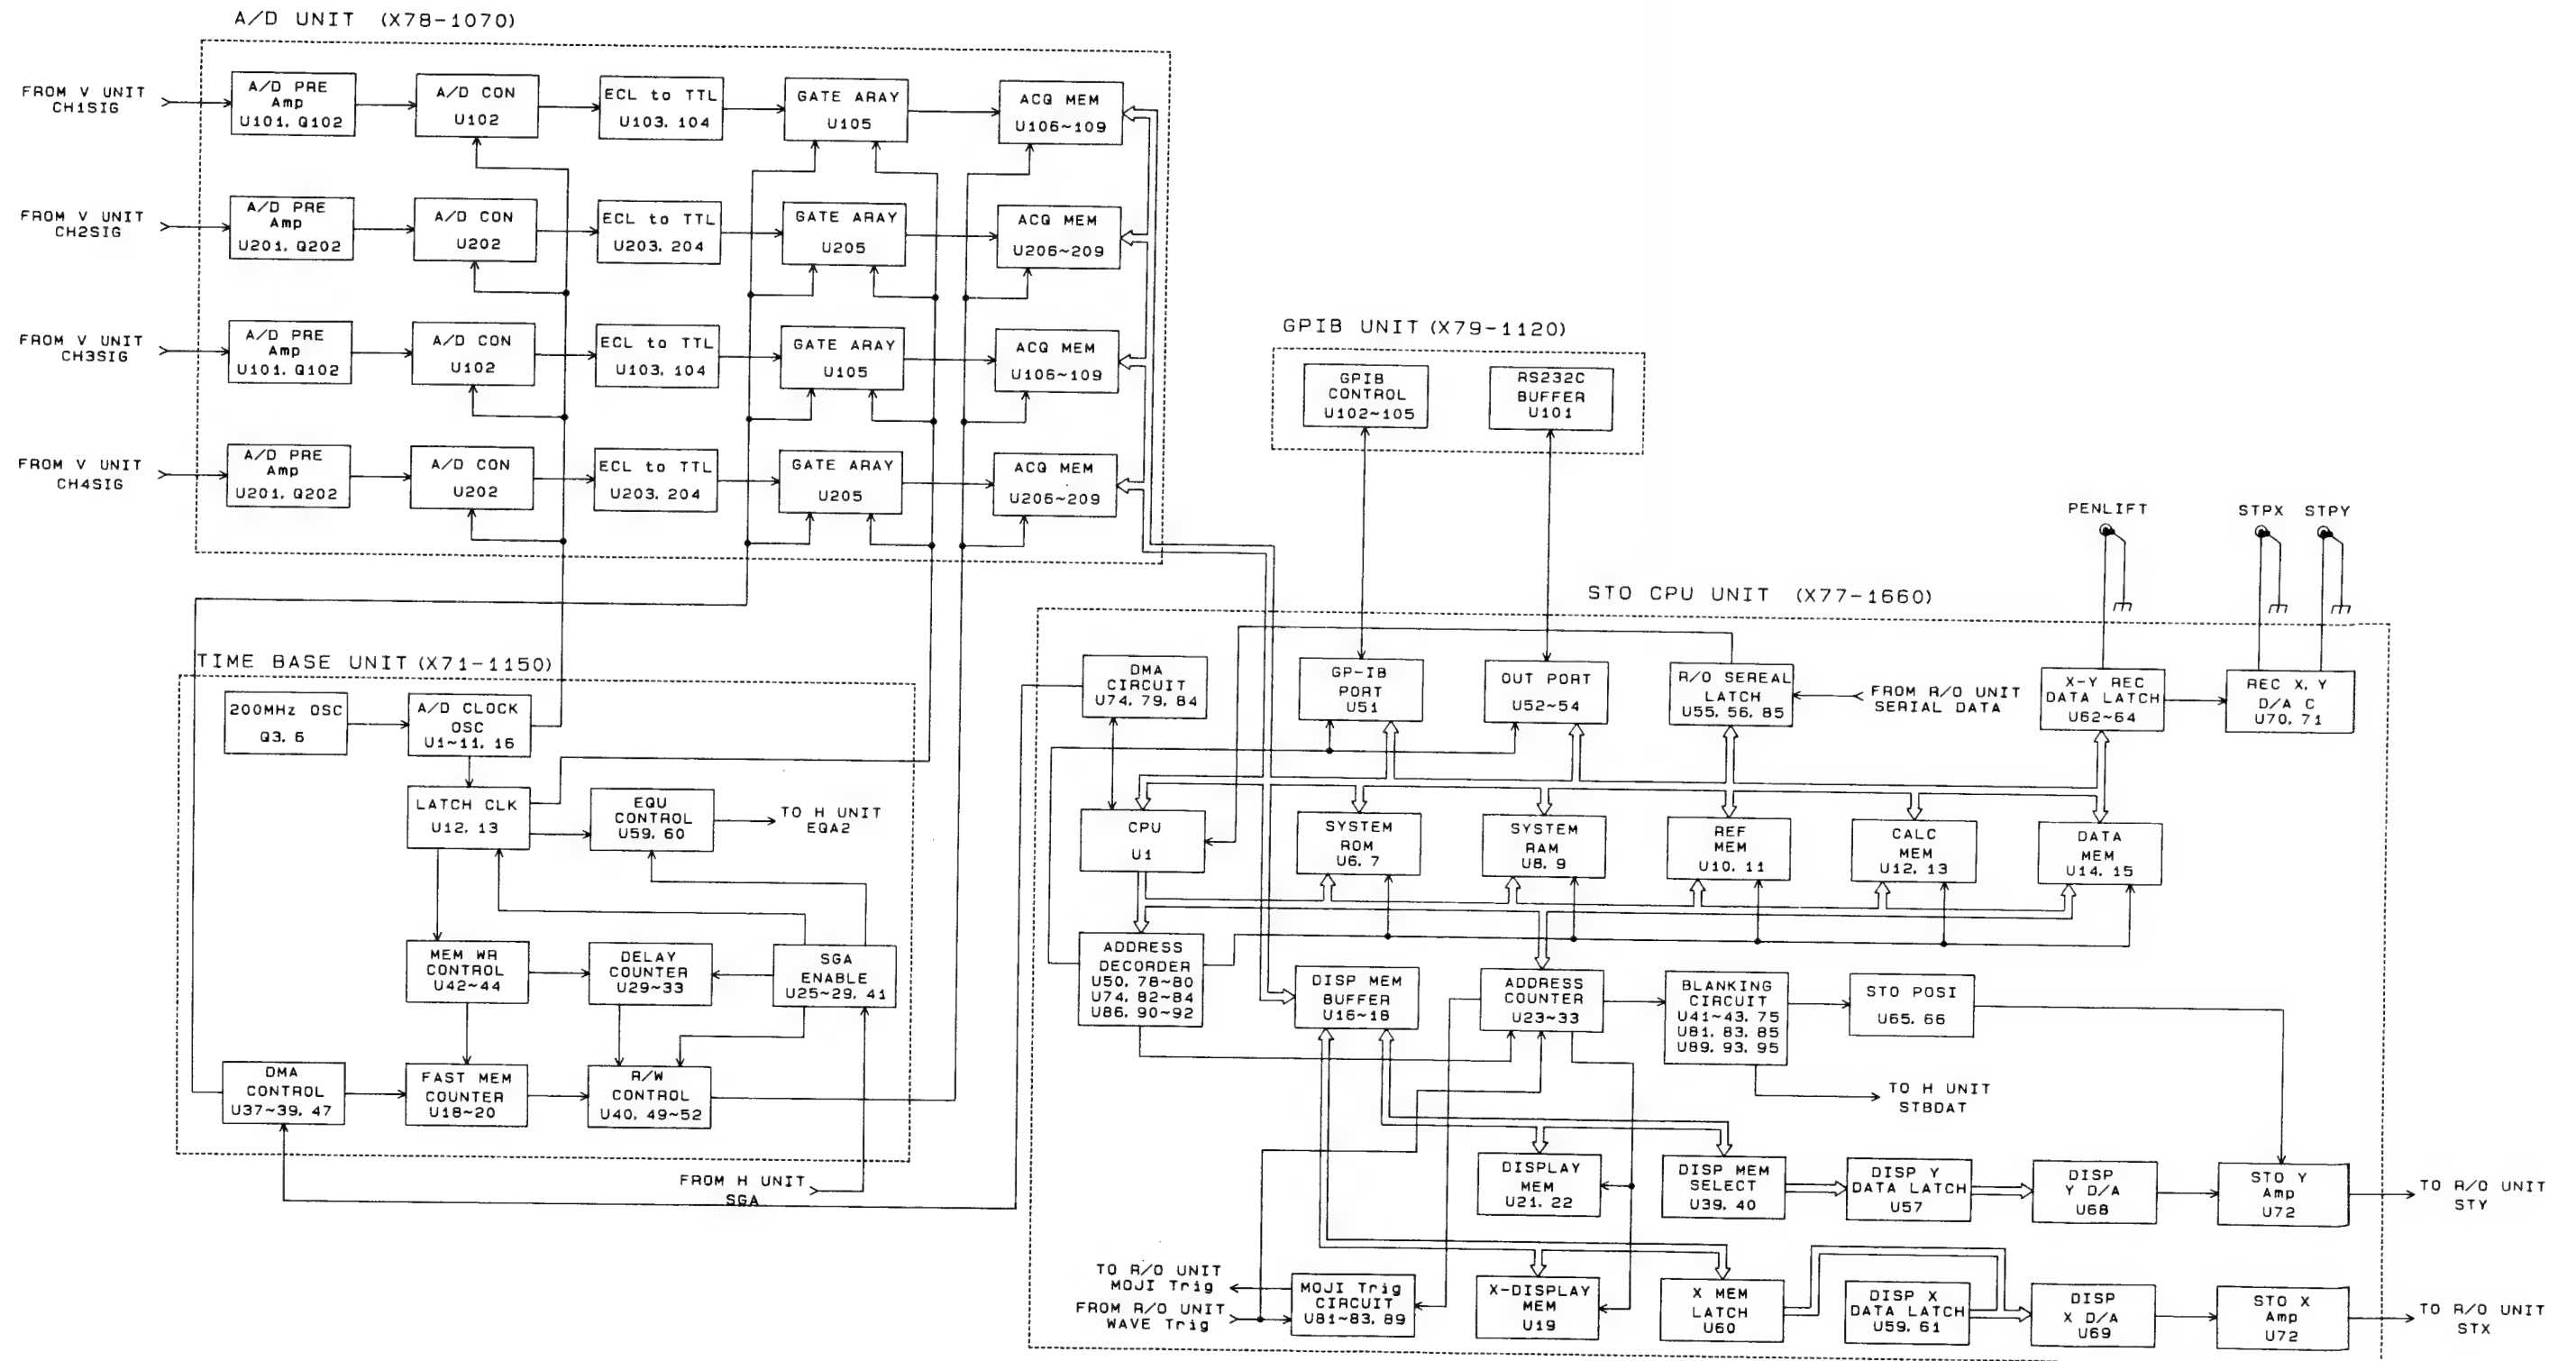 A/D UNIT (X78-1070)
FROM V UNIT
CH1SIG
A/D PRE
Amp
U101, Q102
A/D CON
U102
ECL to TTL
U103, 104
GATE ARAY
U105
ACQ MEM
U106~109
FROM V UNIT
CH2SIG
A/D PRE
Amp
U201, Q202
A/D CON
U202
ECL to TTL
U203, 204
GATE ARAY
U205
ACQ MEM
U206~209
FROM V UNIT
CH3SIG
A/D PRE
Amp
U101, Q102
A/D CON
U102
ECL to TTL
U103, 104
GATE ARAY
U105
ACQ MEM
U106~109
FROM V UNIT
CH4SIG
A/D PRE
Amp
U201, Q202
A/D CON
U202
ECL to TTL
U203, 204
GATE ARAY
U205
ACQ MEM
U206~209
GPIB UNIT (X79-1120)
GPIB
CONTROL
U102~105
RS232C
BUFFER
U101
PENLIFT
STPX
STPY
TIME BASE UNIT (X71-1150)
200MHz OSC
Q3, 6
A/D CLOCK
OSC
U1~11, 16
LATCH CLK
U12, 13
EQU
CONTROL
U59, 60
TO H UNIT
EQA2
MEM WR
CONTROL
U42~44
DELAY
COUNTER
U29~33
SGA
ENABLE
U25~29, 41
DMA
CONTROL
U37~39, 47
FAST MEM
COUNTER
U18~20
R/W
CONTROL
U40, 49~52
FROM H UNIT
SGA
STO CPU UNIT (X77-1660)
DMA
CIRCUIT
U74, 79, 84
GP-IB
PORT
U51
OUT PORT
U52~54
R/O SEREAL
LATCH
U55, 56, 85
FROM R/O UNIT
SERIAL DATA
X-Y REC
DATA LATCH
U62~64
REC X, Y
D/A C
U70, 71
CPU
U1
SYSTEM
ROM
U6, 7
SYSTEM
RAM
U8, 9
REF
MEM
U10, 11
CALC
MEM
U12, 13
DATA
MEM
U14, 15
ADDRESS
DECORDER
U50, 78~80
U74, 82~84
U86, 90~92
DISP MEM
BUFFER
U16~18
ADDRESS
COUNTER
U23~33
BLANKING
CIRCUIT
U41~43, 75
U81, 83, 85
U89, 93, 95
STO POSI
U65, 66
TO H UNIT
STBDAT
DISPLAY
MEM
U21, 22
DISP MEM
SELECT
U39, 40
DISP Y
DATA LATCH
U57
DISP
Y D/A
U68
STO Y
Amp
U72
TO R/O UNIT
STY
TO R/O UNIT
MOJI Trig
FROM R/O UNIT
WAVE Trig
MOJI Trig
CIRCUIT
U81~83, 89
X-DISPLAY
MEM
U19
X MEM
LATCH
U60
DISP X
DATA LATCH
U59, 61
DISP
X D/A
U69
STO X
Amp
U72
TO R/O UNIT
STX